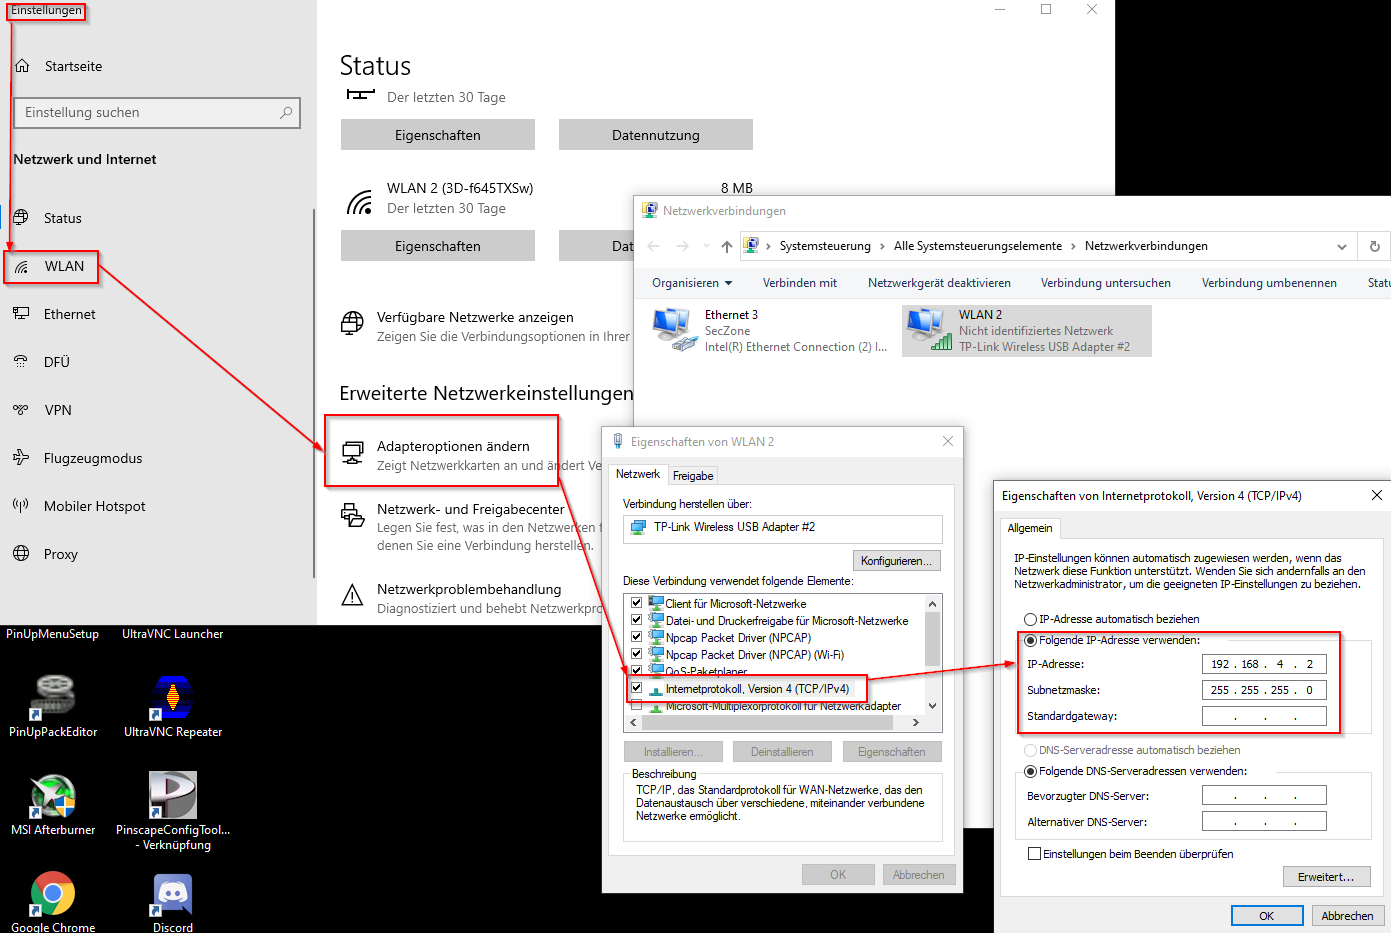 Einstellungen
Startseite
Einstellung suchen
Netzwerk und Internet
Status
WLAN
Ethernet
DFÜ
VPN
Flugzeugmodus
Mobiler Hotspot
Proxy
Status
Der letzten 30 Tage
Eigenschaften
Datennutzung
WLAN 2 (3D-f645TXSw)
8 MB
Der letzten 30 Tage
Eigenschaften
Dat
Verfügbare Netzwerke anzeigen
Zeigen Sie die Verbindungsoptionen in Ihrer
Erweiterte Netzwerkeinstellungen
Adapteroptionen ändern
Zeigt Netzwerkkarten an und ändert Ve
Netzwerk- und Freigabecenter
Legen Sie fest, was in den Netzwerken f
denen Sie eine Verbindung herstellen.
Netzwerkproblembehandlung
Diagnostiziert und behebt Netzwerkpro
Netzwerkverbindungen
Systemsteuerung
Alle Systemsteuerungselemente
Netzwerkverbindungen
Organisieren
Verbinden mit
Netzwerkgerät deaktivieren
Verbindung untersuchen
Verbindung umbenennen
Statu
Ethernet 3
SecZone
Intel(R) Ethernet Connection (2) I...
WLAN 2
Nicht identifiziertes Netzwerk
TP-Link Wireless USB Adapter #2
Eigenschaften von WLAN 2
Netzwerk
Freigabe
Verbindung herstellen über:
TP-Link Wireless USB Adapter #2
Konfigurieren...
Diese Verbindung verwendet folgende Elemente:
Client für Microsoft-Netzwerke
Datei- und Druckerfreigabe für Microsoft-Netzwerke
Npcap Packet Driver (NPCAP)
Npcap Packet Driver (NPCAP) (Wi-Fi)
QoS-Paketplaner
Internetprotokoll, Version 4 (TCP/IPv4)
Microsoft-Multiplexorprotokoll für Netzwerkadapter
Installieren...
Deinstallieren
Eigenschaften
Beschreibung
TCP/IP, das Standardprotokoll für WAN-Netzwerke, das den
Datenaustausch über verschiedene, miteinander verbundene
Netzwerke ermöglicht.
OK
Abbrechen
Eigenschaften von Internetprotokoll, Version 4 (TCP/IPv4)
Allgemein
IP-Einstellungen können automatisch zugewiesen werden, wenn das
Netzwerk diese Funktion unterstützt. Wenden Sie sich andernfalls an den
Netzwerkadministrator, um die geeigneten IP-Einstellungen zu beziehen.
IP-Adresse automatisch beziehen
Folgende IP-Adresse verwenden:
IP-Adresse:
192 . 168 . 4 . 2
Subnetzmaske:
255 . 255 . 255 . 0
Standardgateway:
. . .
DNS-Serveradresse automatisch beziehen
Folgende DNS-Serveradressen verwenden:
Bevorzugter DNS-Server:
. . .
Alternativer DNS-Server:
. . .
Einstellungen beim Beenden überprüfen
Erweitert...
OK
Abbrechen
PinUpMenuSetup
UltraVNC Launcher
PinUpPackEditor
UltraVNC Repeater
MSI Afterburner
PinscapeConfigTool...
- Verknüpfung
Google Chrome
Discord